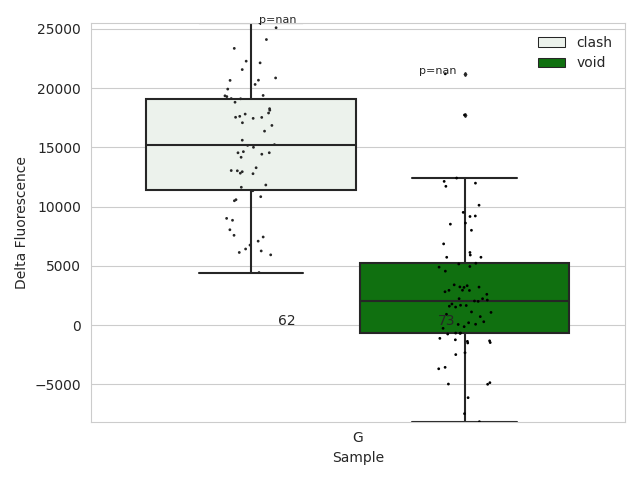 p=nan
25000
clash
void
p=nan
20000
15000
10000
5000
0
−5000
Delta Fluorescence
62
73
G
Sample